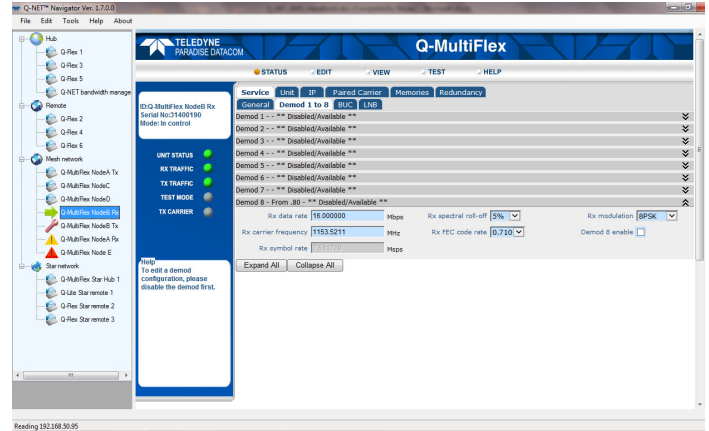 Q-NET™ Navigator Ver. 1.7.0.0
File Edit Tools Help About
Hub
Q-Flex 1
Q-Flex 3
Q-Flex 5
Q-NET bandwidth manage
Remote
Q-Flex 2
Q-Flex 4
Q-Flex 6
Mesh network
Q-MultiFlex NodeA Tx
Q-MultiFlex NodeC
Q-MultiFlex NodeD
Q-MultiFlex NodeB Rx
Q-MultiFlex NodeB Tx
Q-MultiFlex NodeA Rx
Q-MultiFlex Node E
Star network
Q-MultiFlex Star Hub 1
Q-Lite Star remote 1
Q-Flex Star remote 2
Q-Flex Star remote 3
TELEDYNE
PARADISE DATACOM
Q-MultiFlex
STATUS EDIT VIEW TEST HELP
ID:Q-MultiFlex NodeB Rx
Serial No:31400190
Mode: In control
UNIT STATUS
RX TRAFFIC
TX TRAFFIC
TEST MODE
TX CARRIER
Help
To edit a demod
configuration, please
disable the demod first.
Service Unit IP Paired Carrier Memories Redundancy
General Demod 1 to 8 BUC LNB
Demod 1 - - ** Disabled/Available **
Demod 2 - - ** Disabled/Available **
Demod 3 - - ** Disabled/Available **
Demod 4 - - ** Disabled/Available **
Demod 5 - - ** Disabled/Available **
Demod 6 - - ** Disabled/Available **
Demod 7 - - ** Disabled/Available **
Demod 8 - From .80 - ** Disabled/Available **
Rx data rate 16.000000 Mbps Rx spectral roll-off 5% Rx modulation 8PSK
Rx carrier frequency 1153.5211 MHz Rx FEC code rate 0.710 Demod 8 enable
Rx symbol rate Msps
Expand All Collapse All
Reading 192.168.50.95